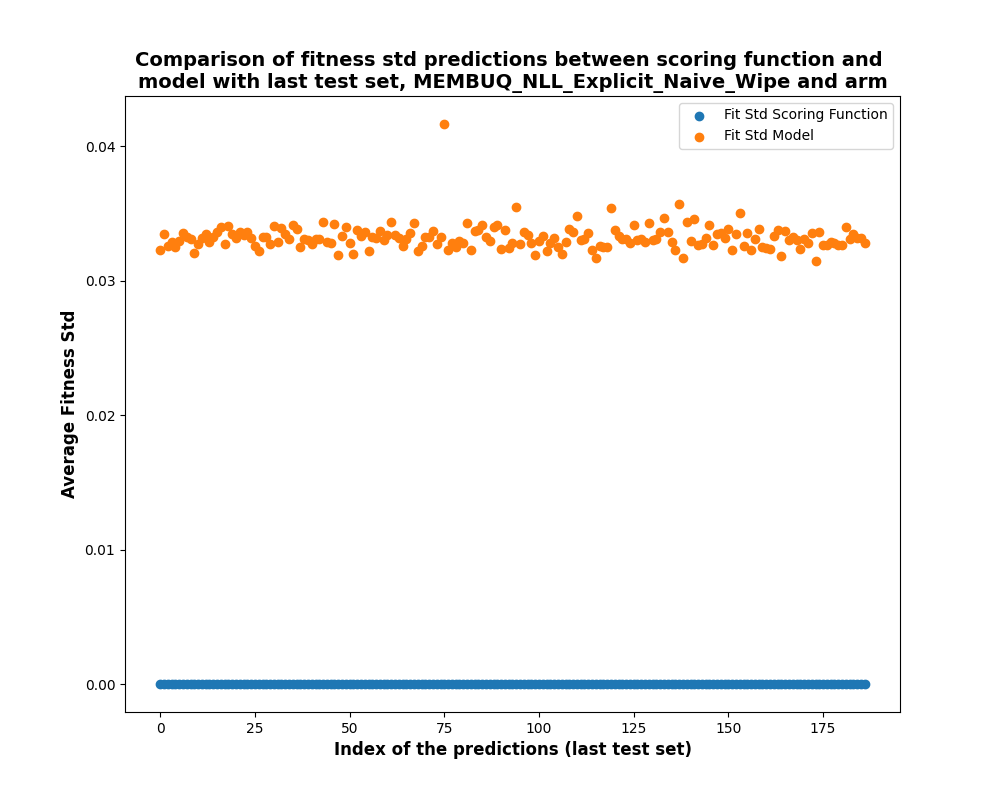 Comparison of fitness std predictions between scoring function and
model with last test set, MEMBUQ_NLL_Explicit_Naive_Wipe and arm
Fit Std Scoring Function
Fit Std Model
Average Fitness Std
0.04
0.03
0.02
0.01
0.00
0
25
50
75
100
125
150
175
Index of the predictions (last test set)